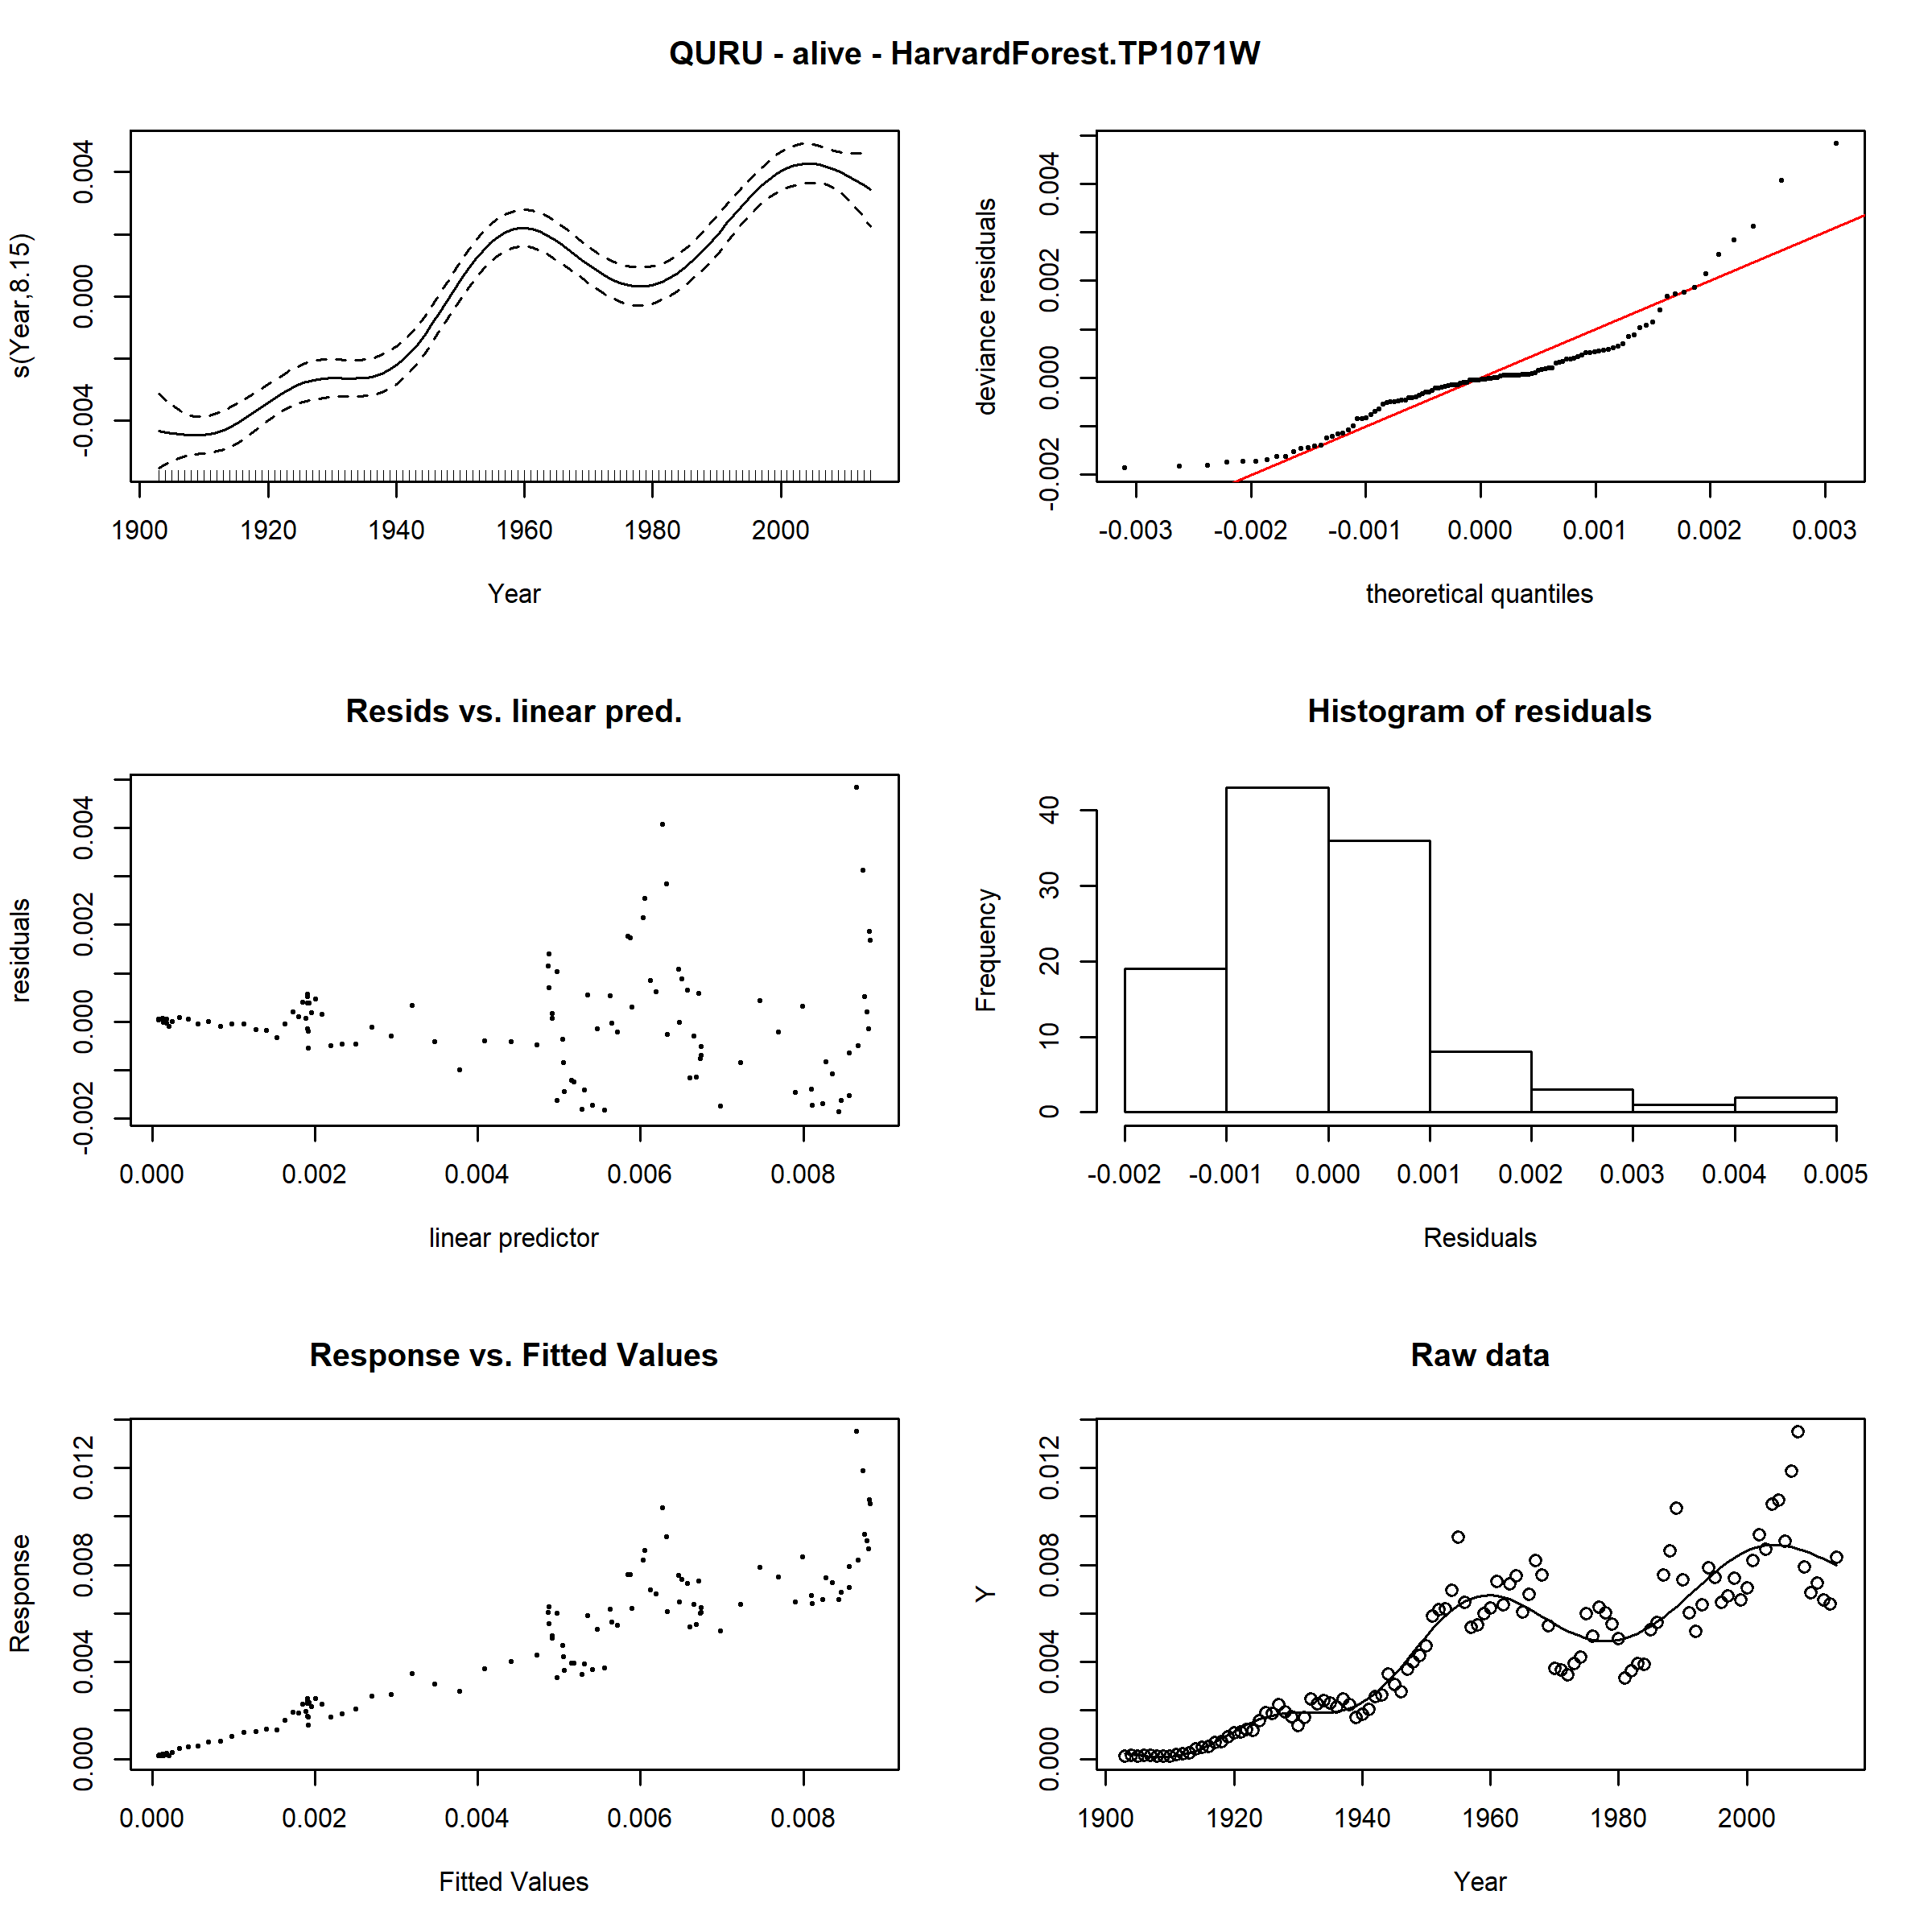 QURU - alive - HarvardForest.TP1071W
s(Year,8.15)
-0.004 0.000 0.004
1900 1920 1940 1960 1980 2000
Year
deviance residuals
-0.002 0.000 0.002 0.004
-0.003 -0.002 -0.001 0.000 0.001 0.002 0.003
theoretical quantiles
Resids vs. linear pred.
residuals
-0.002 0.000 0.002 0.004
0.000 0.002 0.004 0.006 0.008
linear predictor
Histogram of residuals
Frequency
0 10 20 30 40
-0.002 -0.001 0.000 0.001 0.002 0.003 0.004 0.005
Residuals
Response vs. Fitted Values
Response
0.000 0.004 0.008 0.012
0.000 0.002 0.004 0.006 0.008
Fitted Values
Raw data
Y
0.000 0.004 0.008 0.012
1900 1920 1940 1960 1980 2000
Year